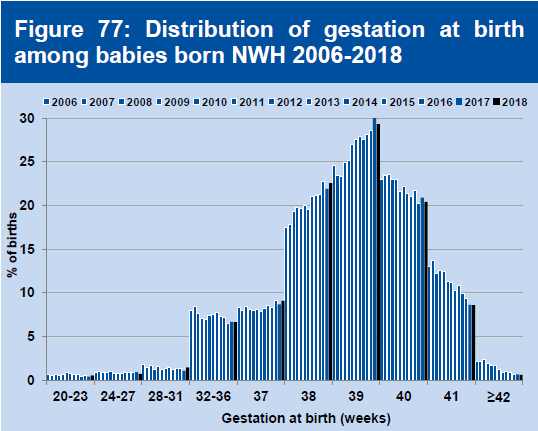 Figure 77: Distribution of gestation at birth
among babies born NWH 2006-2018
2006 2007 2008 2009 2010 2011 2012 2013 2014 2015 2016 2017 2018
30
25
20
15
10
5
0
% of births
20-23 24-27 28-31 32-36 37 38 39 40 41 ≥42
Gestation at birth (weeks)